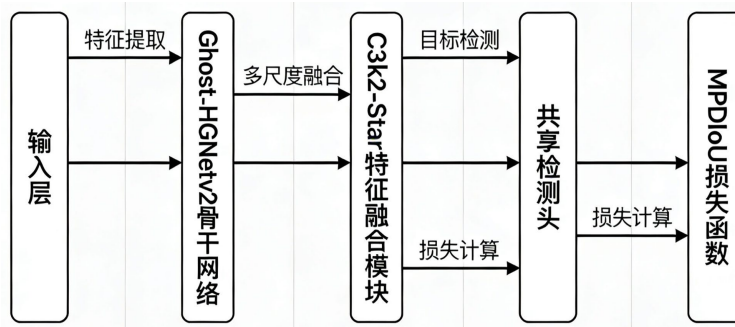 输入层
特征提取
Ghost-HGNetv2骨干网络
多尺度融合
C3k2-Star特征融合模块
目标检测
损失计算
共享检测头
损失计算
MPDIoU损失函数